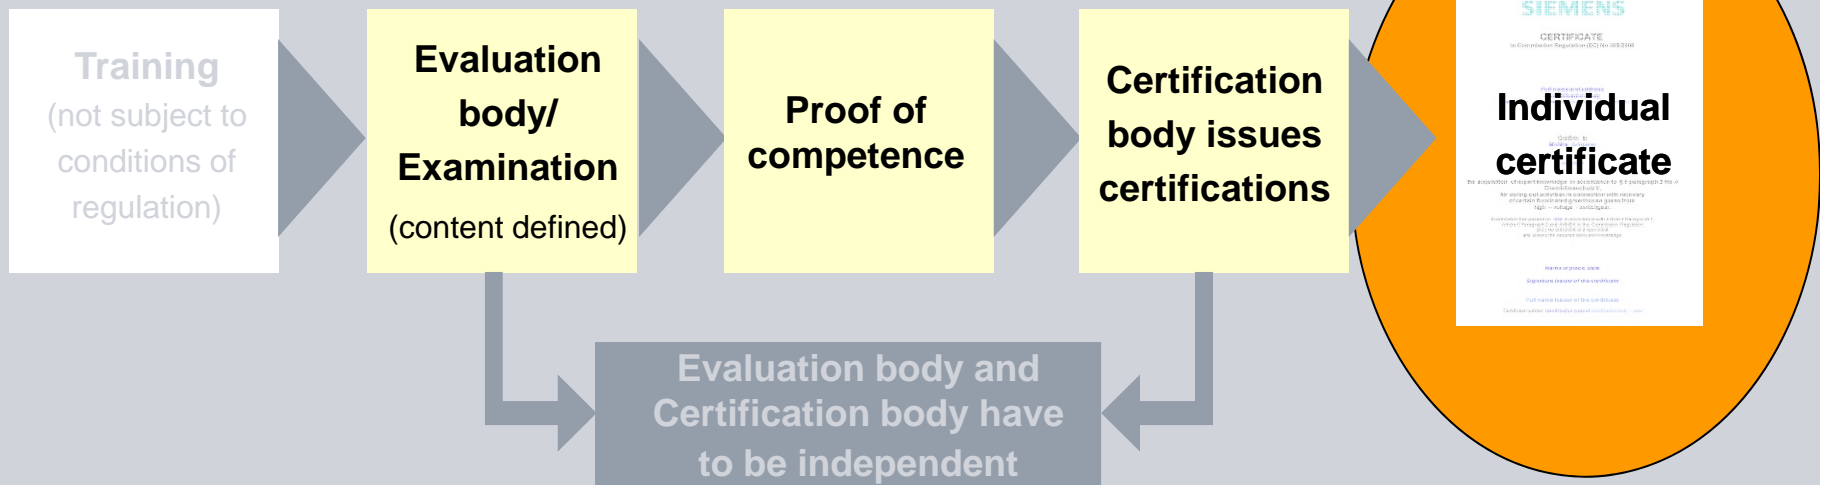 Training
(not subject to
conditions of
regulation)
Evaluation
body/
Examination
(content defined)
Proof of
competence
Certification
body issues
certifications
SIEMENS
CERTIFICATE
Individual
certificate
Evaluation body and
Certification body have
to be independent